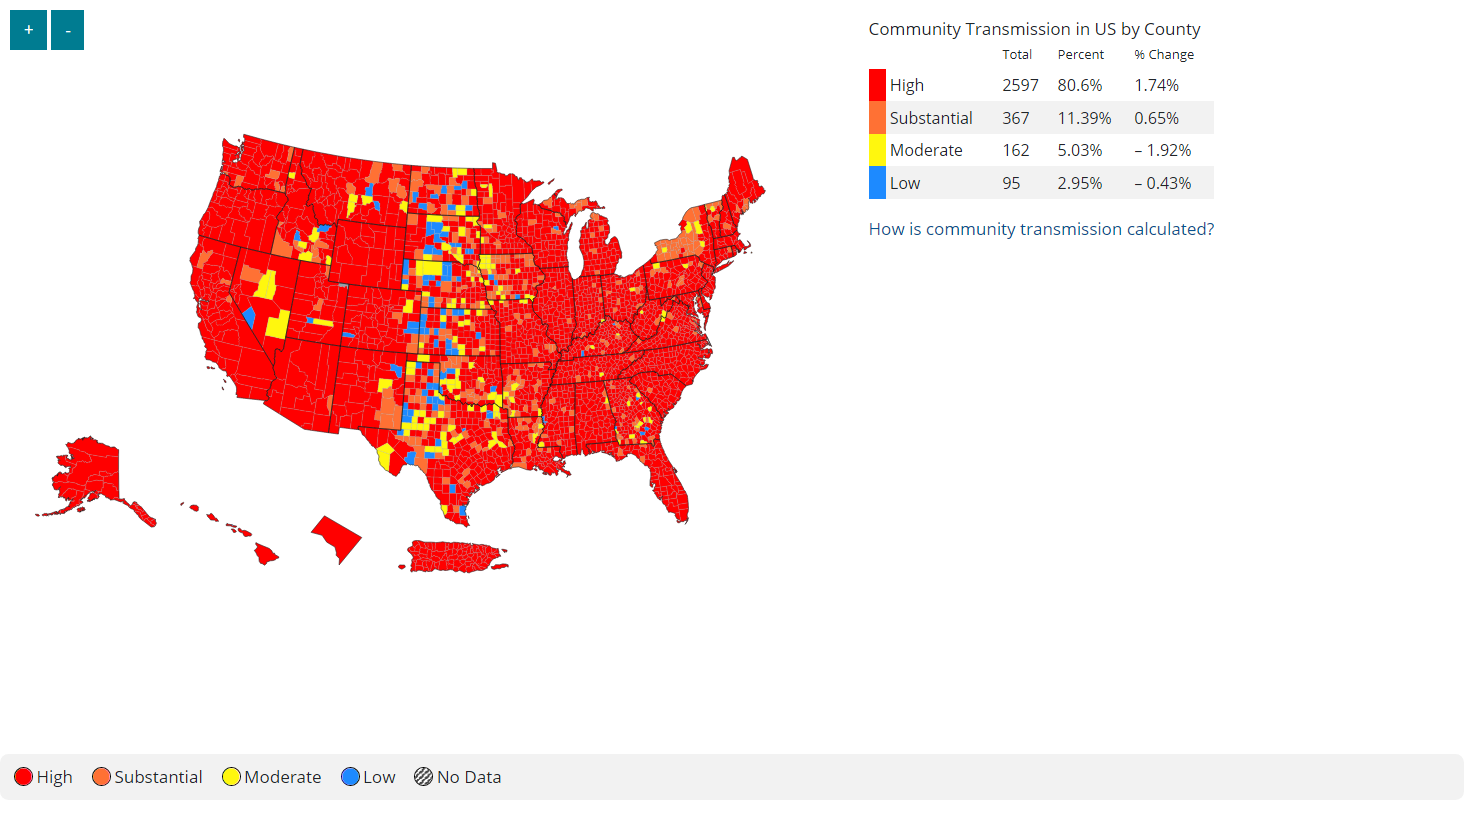 + -
Community Transmission in US by County
Total Percent % Change
High 2597 80.6% 1.74%
Substantial 367 11.39% 0.65%
Moderate 162 5.03% – 1.92%
Low 95 2.95% – 0.43%
How is community transmission calculated?
High Substantial Moderate Low No Data